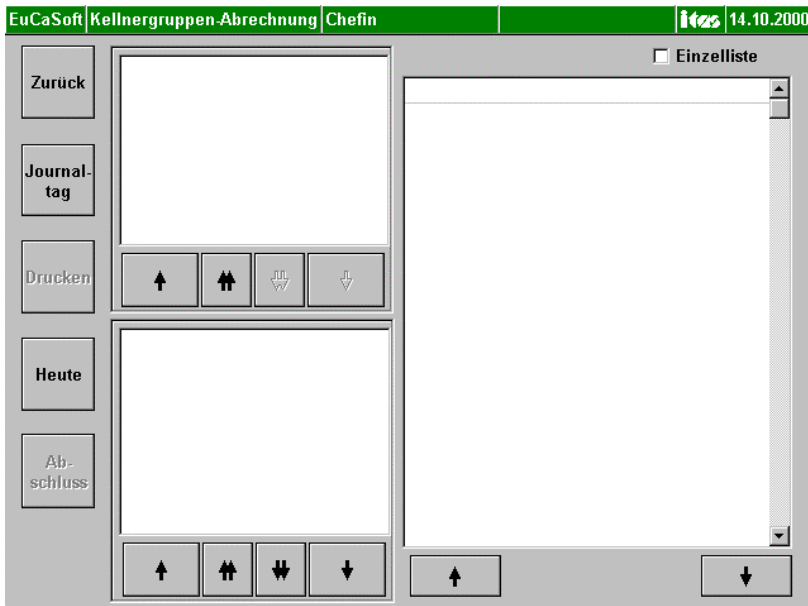 EuCaSoft Kellnergruppen-Abrechnung Chefin itas 14.10.2000
Einzelliste
Zurück
Journal-
tag
Drucken
Heute
Ab-
schluss